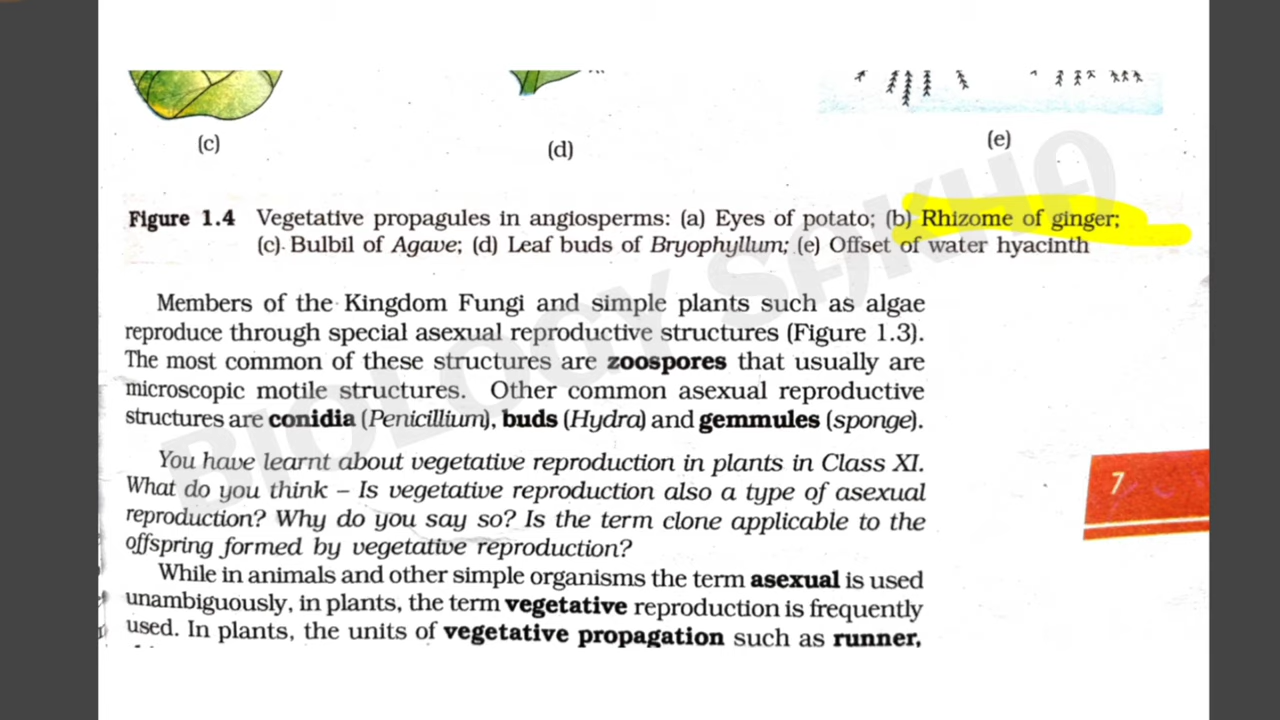 (c)
(d)
(e)
Figure 1.4 Vegetative propagules in angiosperms: (a) Eyes of potato; (b) Rhizome of ginger;
(c). Bulbil of Agave; (d) Leaf buds of Bryophyllum; (e) Offset of water hyacinth
Members of the Kingdom Fungi and simple plants such as algae
reproduce through special asexual reproductive structures (Figure 1.3).
The most common of these structures are zoospores that usually are
microscopic motile structures. Other common asexual reproductive
structures are conidia (Penicillium), buds (Hydra) and gemmules (sponge).
You have learnt about vegetative reproduction in plants in Class XI.
What do you think – Is vegetative reproduction also a type of asexual
reproduction? Why do you say so? Is the term clone applicable to the
offspring formed by vegetative reproduction?
While in animals and other simple organisms the term asexual is used
unambiguously, in plants, the term vegetative reproduction is frequently
used. In plants, the units of vegetative propagation such as runner,
7
BIOLOGY SAKHA